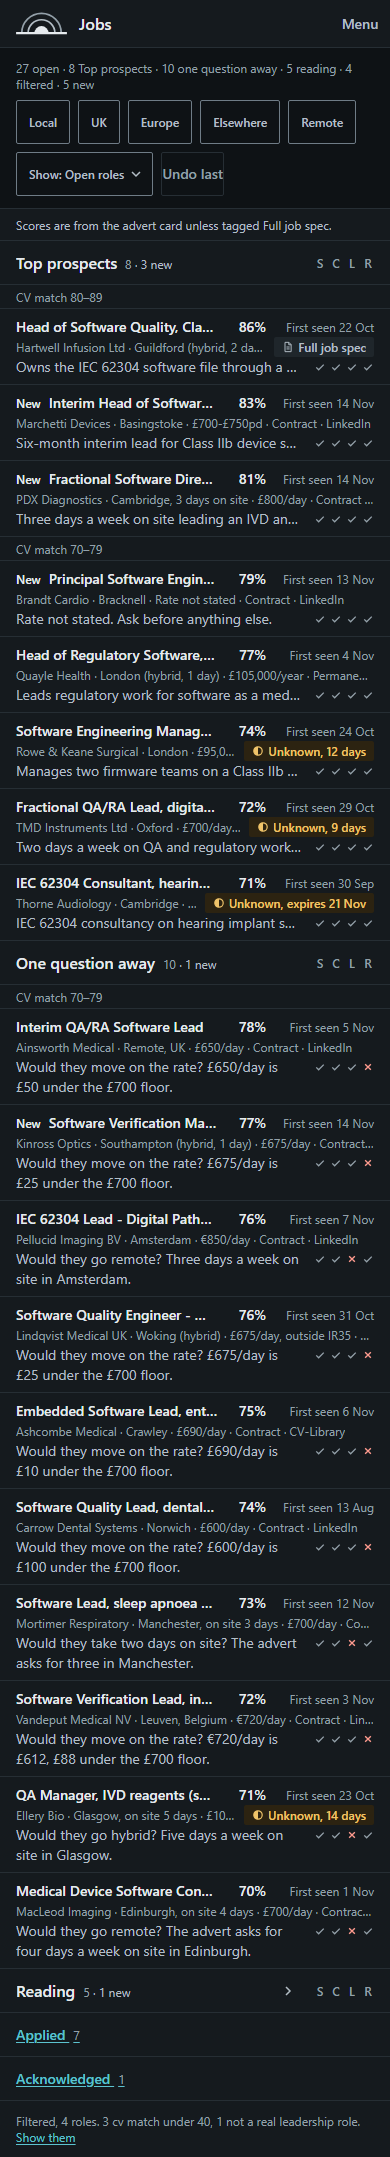 Jobs
Menu
27 open · 8 Top prospects · 10 one question away · 5 reading · 4
filtered · 5 new
Local
UK
Europe
Elsewhere
Remote
Show: Open roles
Undo last
Scores are from the advert card unless tagged Full job spec.
Top prospects 8 · 3 new S C L R
CV match 80–89
Head of Software Quality, Cla... 86% First seen 22 Oct
Hartwell Infusion Ltd · Guildford (hybrid, 2 da... Full job spec
Owns the IEC 62304 software file through a ... ✓ ✓ ✓ ✓
New Interim Head of Softwar... 83% First seen 14 Nov
Marchetti Devices · Basingstoke · £700-£750pd · Contract · LinkedIn
Six-month interim lead for Class IIb device s... ✓ ✓ ✓ ✓
New Fractional Software Dire... 81% First seen 14 Nov
PDX Diagnostics · Cambridge, 3 days on site · £800/day · Contract ...
Three days a week on site leading an IVD an... ✓ ✓ ✓ ✓
CV match 70–79
New Principal Software Engin... 79% First seen 13 Nov
Brandt Cardio · Bracknell · Rate not stated · Contract · LinkedIn
Rate not stated. Ask before anything else. ✓ ✓ ✓ ✓
Head of Regulatory Software,... 77% First seen 4 Nov
Quayle Health · London (hybrid, 1 day) · £105,000/year · Permane...
Leads regulatory work for software as a med... ✓ ✓ ✓ ✓
Software Engineering Manag... 74% First seen 24 Oct
Rowe & Keane Surgical · London · £95,0... Unknown, 12 days
Manages two firmware teams on a Class IIb ... ✓ ✓ ✓ ✓
Fractional QA/RA Lead, digita... 72% First seen 29 Oct
TMD Instruments Ltd · Oxford · £700/day... Unknown, 9 days
Two days a week on QA and regulatory work... ✓ ✓ ✓ ✓
IEC 62304 Consultant, hearin... 71% First seen 30 Sep
Thorne Audiology · Cambridge · ... Unknown, expires 21 Nov
IEC 62304 consultancy on hearing implant s... ✓ ✓ ✓ ✓
One question away 10 · 1 new S C L R
CV match 70–79
Interim QA/RA Software Lead 78% First seen 5 Nov
Ainsworth Medical · Remote, UK · £650/day · Contract · LinkedIn
Would they move on the rate? £650/day is ✓ ✓ ✓ ×
£50 under the £700 floor.
New Software Verification Ma... 77% First seen 14 Nov
Kinross Optics · Southampton (hybrid, 1 day) · £675/day · Contract...
Would they move on the rate? £675/day is ✓ ✓ ✓ ×
£25 under the £700 floor.
IEC 62304 Lead - Digital Path... 76% First seen 7 Nov
Pellucid Imaging BV · Amsterdam · €850/day · Contract · LinkedIn
Would they go remote? Three days a week on ✓ ✓ × ✓
site in Amsterdam.
Software Quality Engineer - ... 76% First seen 31 Oct
Lindqvist Medical UK · Woking (hybrid) · £675/day, outside IR35 · ...
Would they move on the rate? £675/day is ✓ ✓ ✓ ×
£25 under the £700 floor.
Embedded Software Lead, ent... 75% First seen 6 Nov
Ashcombe Medical · Crawley · £690/day · Contract · CV-Library
Would they move on the rate? £690/day is ✓ ✓ ✓ ×
£10 under the £700 floor.
Software Quality Lead, dental... 74% First seen 13 Aug
Carrow Dental Systems · Norwich · £600/day · Contract · LinkedIn
Would they move on the rate? £600/day is ✓ ✓ ✓ ×
£100 under the £700 floor.
Software Lead, sleep apnoea ... 73% First seen 12 Nov
Mortimer Respiratory · Manchester, on site 3 days · £700/day · Co...
Would they take two days on site? The advert ✓ ✓ × ✓
asks for three in Manchester.
Software Verification Lead, in... 72% First seen 3 Nov
Vandeput Medical NV · Leuven, Belgium · €720/day · Contract · Lin...
Would they move on the rate? €720/day is ✓ ✓ ✓ ×
£612, £88 under the £700 floor.
QA Manager, IVD reagents (s... 71% First seen 23 Oct
Ellery Bio · Glasgow, on site 5 days · £10... Unknown, 14 days
Would they go hybrid? Five days a week on ✓ ✓ × ✓
site in Glasgow.
Medical Device Software Con... 70% First seen 1 Nov
MacLeod Imaging · Edinburgh, on site 4 days · £700/day · Contrac...
Would they go remote? The advert asks for ✓ ✓ × ✓
four days a week on site in Edinburgh.
Reading 5 · 1 new S C L R
Applied 7
Acknowledged 1
Filtered, 4 roles. 3 cv match under 40, 1 not a real leadership role.
Show them